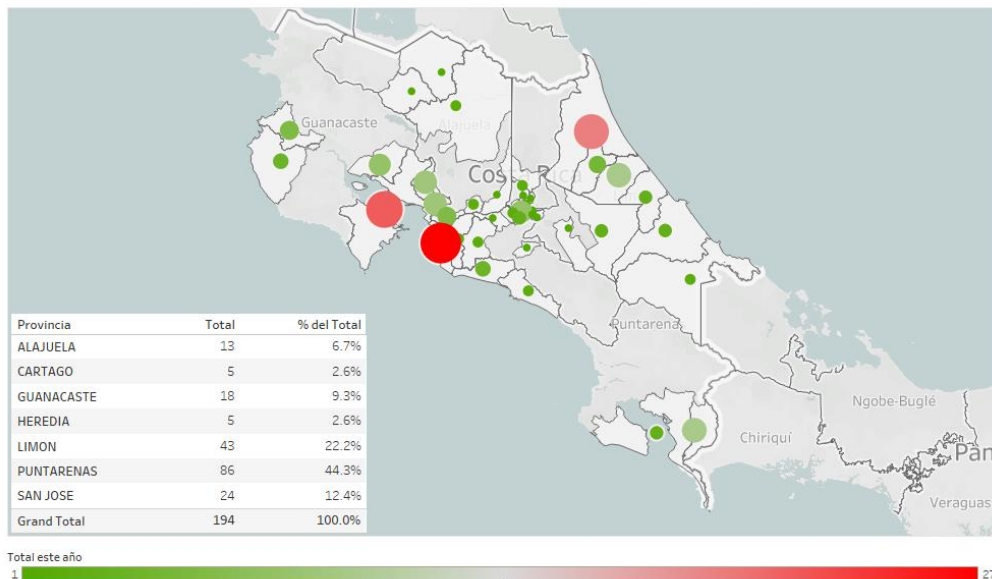 Guanacaste
Alajuela
Costa Rica
Puntarena
Ngobe-Buglé
Chiriquí
Pan
Veraguas
Provincia Total % del Total
ALAJUELA 13 6.7%
CARTAGO 5 2.6%
GUANACASTE 18 9.3%
HEREDIA 5 2.6%
LIMON 43 22.2%
PUNTARENAS 86 44.3%
SAN JOSE 24 12.4%
Grand Total 194 100.0%
Total este año
1 27